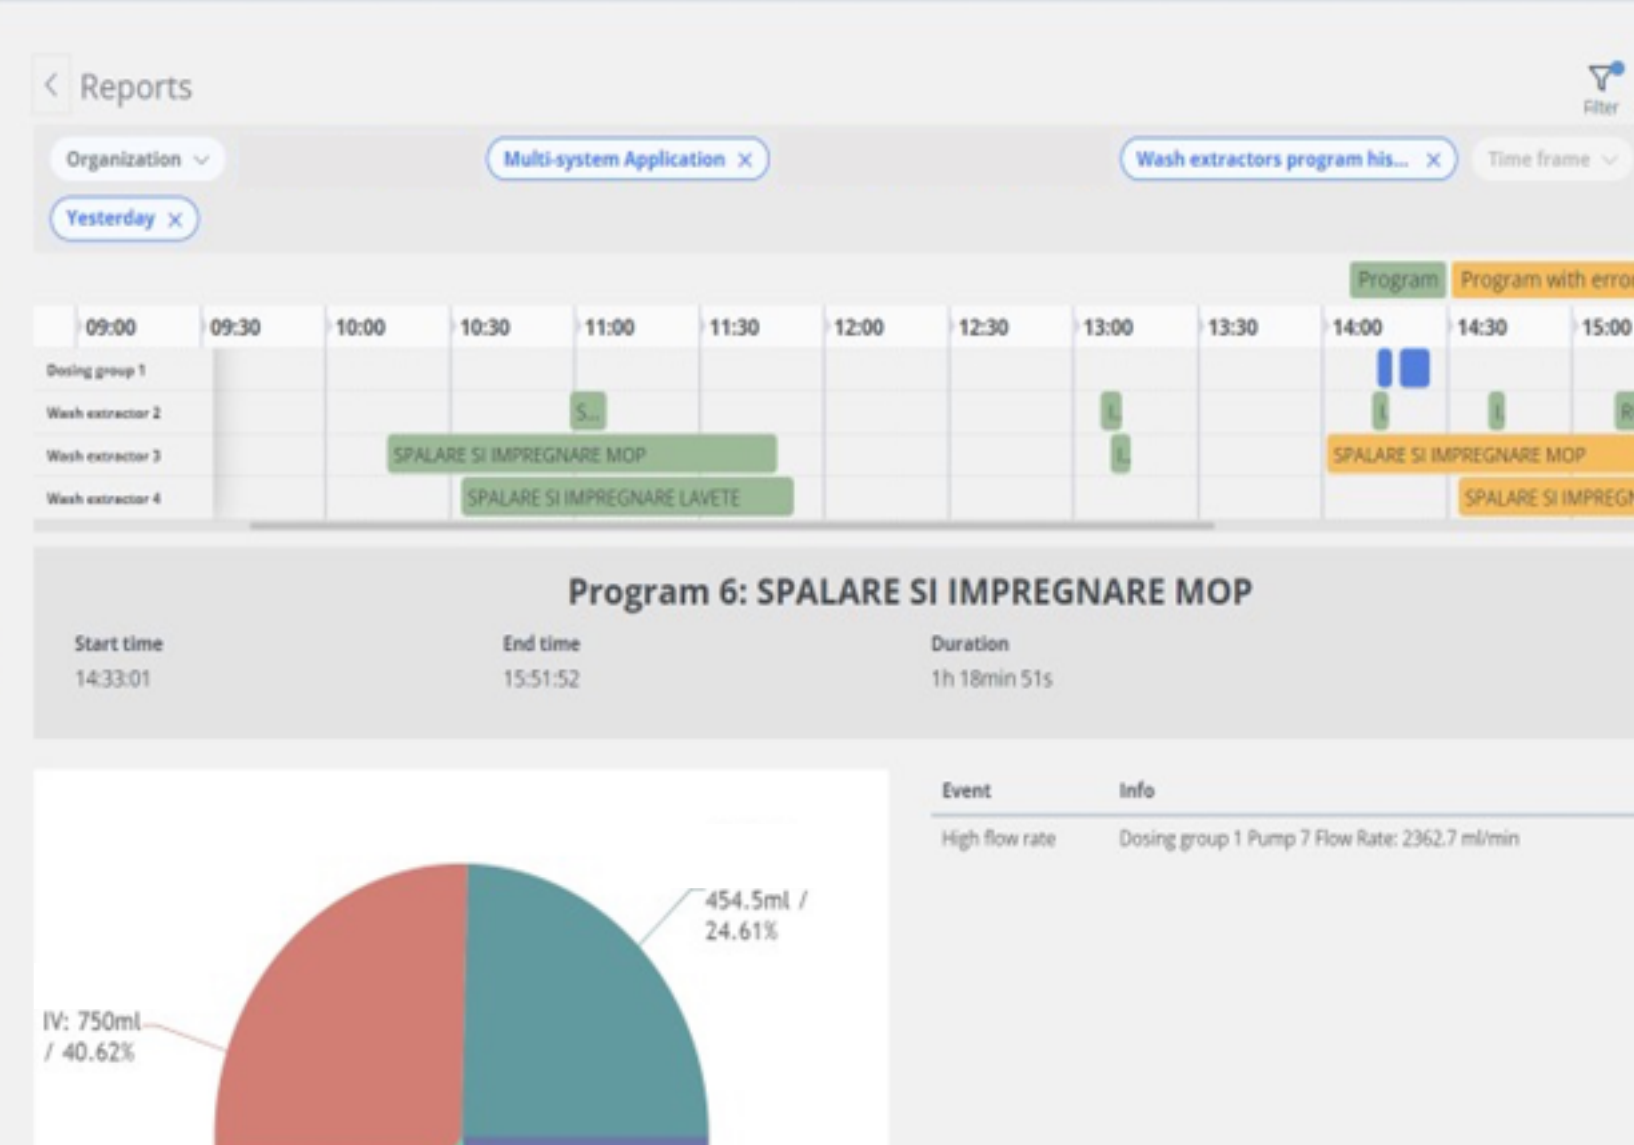 Reports
Filter
Organization
Multi-system Application ×
Wash extractors program his... ×
Time frame
Yesterday ×
Program
Program with erro
09:00 09:30 10:00 10:30 11:00 11:30 12:00 12:30 13:00 13:30 14:00 14:30 15:00
Dosing group 1
Wash extractor 2
S...
I..
I.
I.
R
Wash extractor 3
SPALARE SI IMPREGNARE MOP
I..
SPALARE SI IMPREGNARE MOP
Wash extractor 4
SPALARE SI IMPREGNARE LAVETE
SPALARE SI IMPREGN
Program 6: SPALARE SI IMPREGNARE MOP
Start time End time Duration
14:33:01 15:51:52 1h 18min 51s
Event Info
High flow rate Dosing group 1 Pump 7 Flow Rate: 2362.7 ml/min
454.5ml /
24.61%
IV: 750ml
/ 40.62%